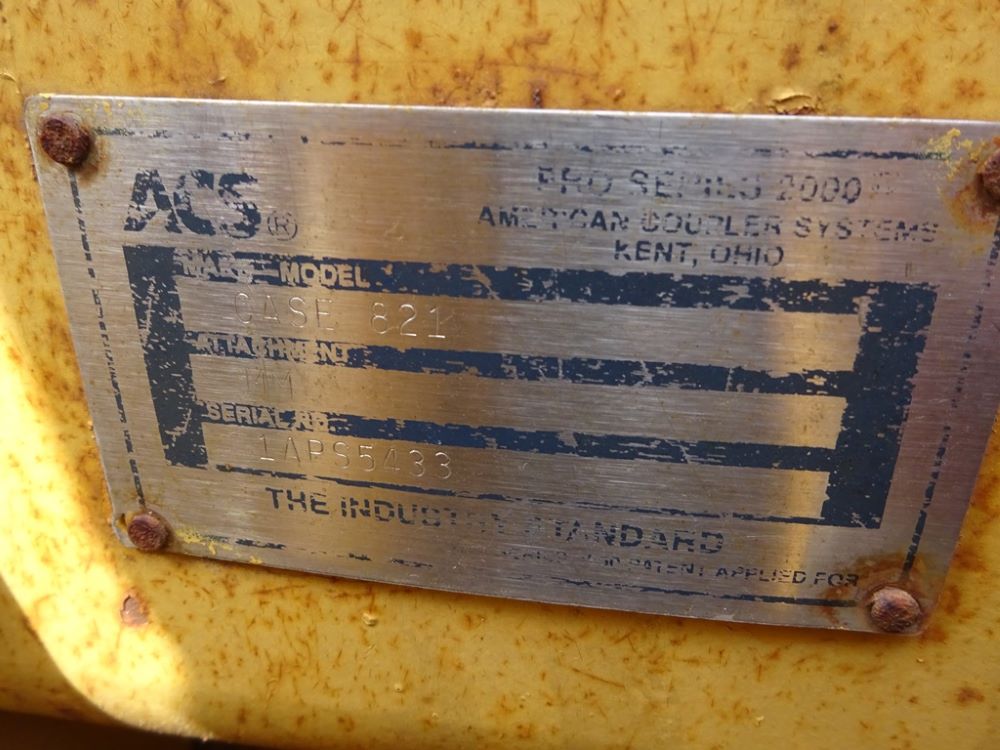 ACS®
PRO SERIES 2000
AMERICAN COUPLER SYSTEMS
KENT, OHIO
MAKE - MODEL
CASE 821
ATTACHMENT
SERIAL NO.
1APS5433
THE INDUSTRY STANDARD
PATENT APPLIED FOR